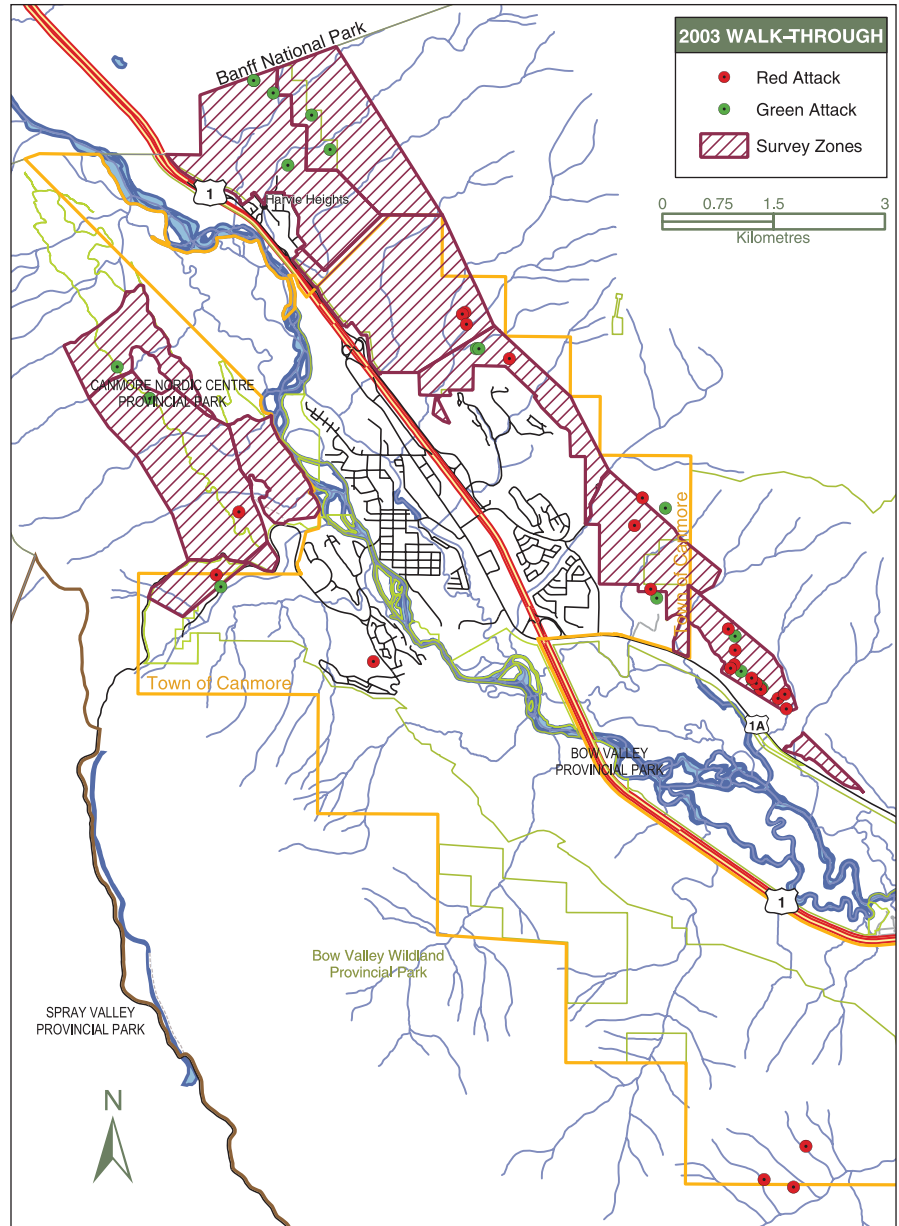 Banff National Park
2003 WALK-THROUGH
Red Attack
Green Attack
Survey Zones
0 0.75 1.5 3
Kilometres
1
Harvie Heights
CANMORE NORDIC CENTRE
PROVINCIAL PARK
Town of Canmore
Town of Canmore
1A
BOW VALLEY
PROVINCIAL PARK
1
Bow Valley Wildland
Provincial Park
SPRAY VALLEY
PROVINCIAL PARK
N